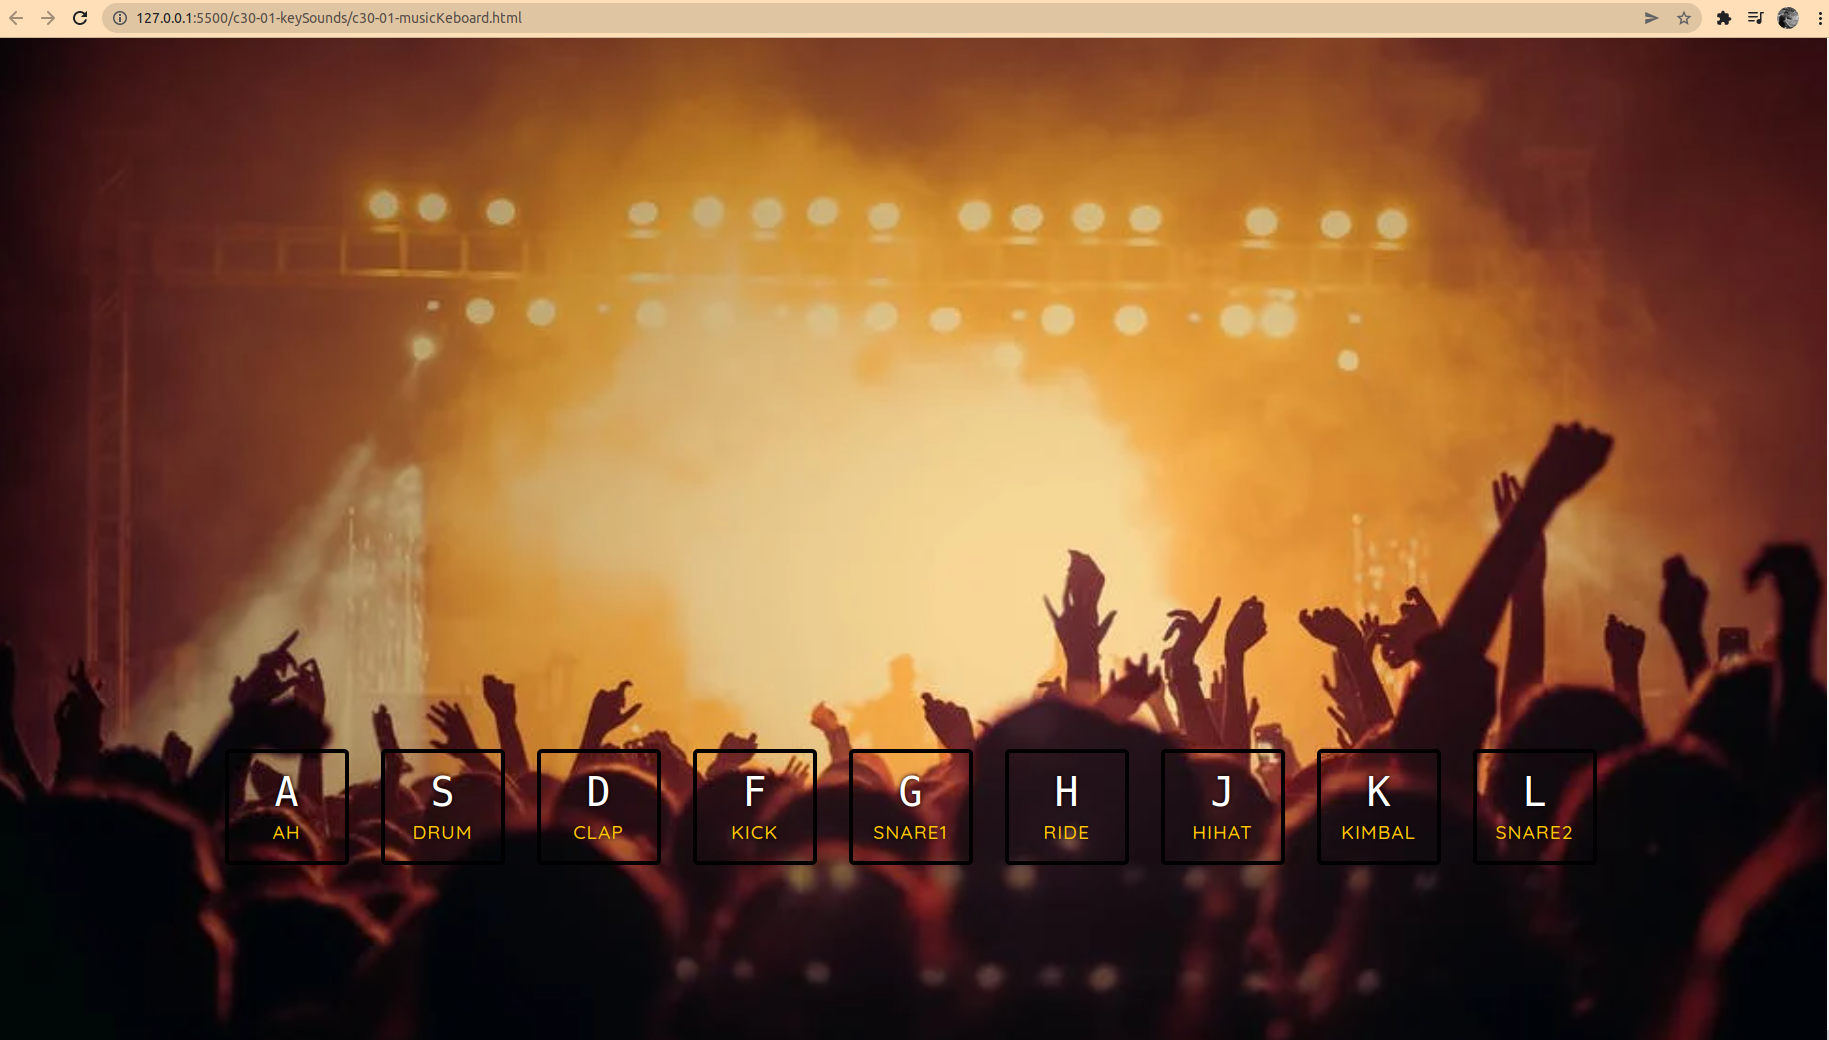 127.0.0.1:5500/c30-01-keySounds/c30-01-musicKeboard.html
A S D F G H J K L
AH DRUM CLAP KICK SNARE1 RIDE HIHAT KIMBAL SNARE2